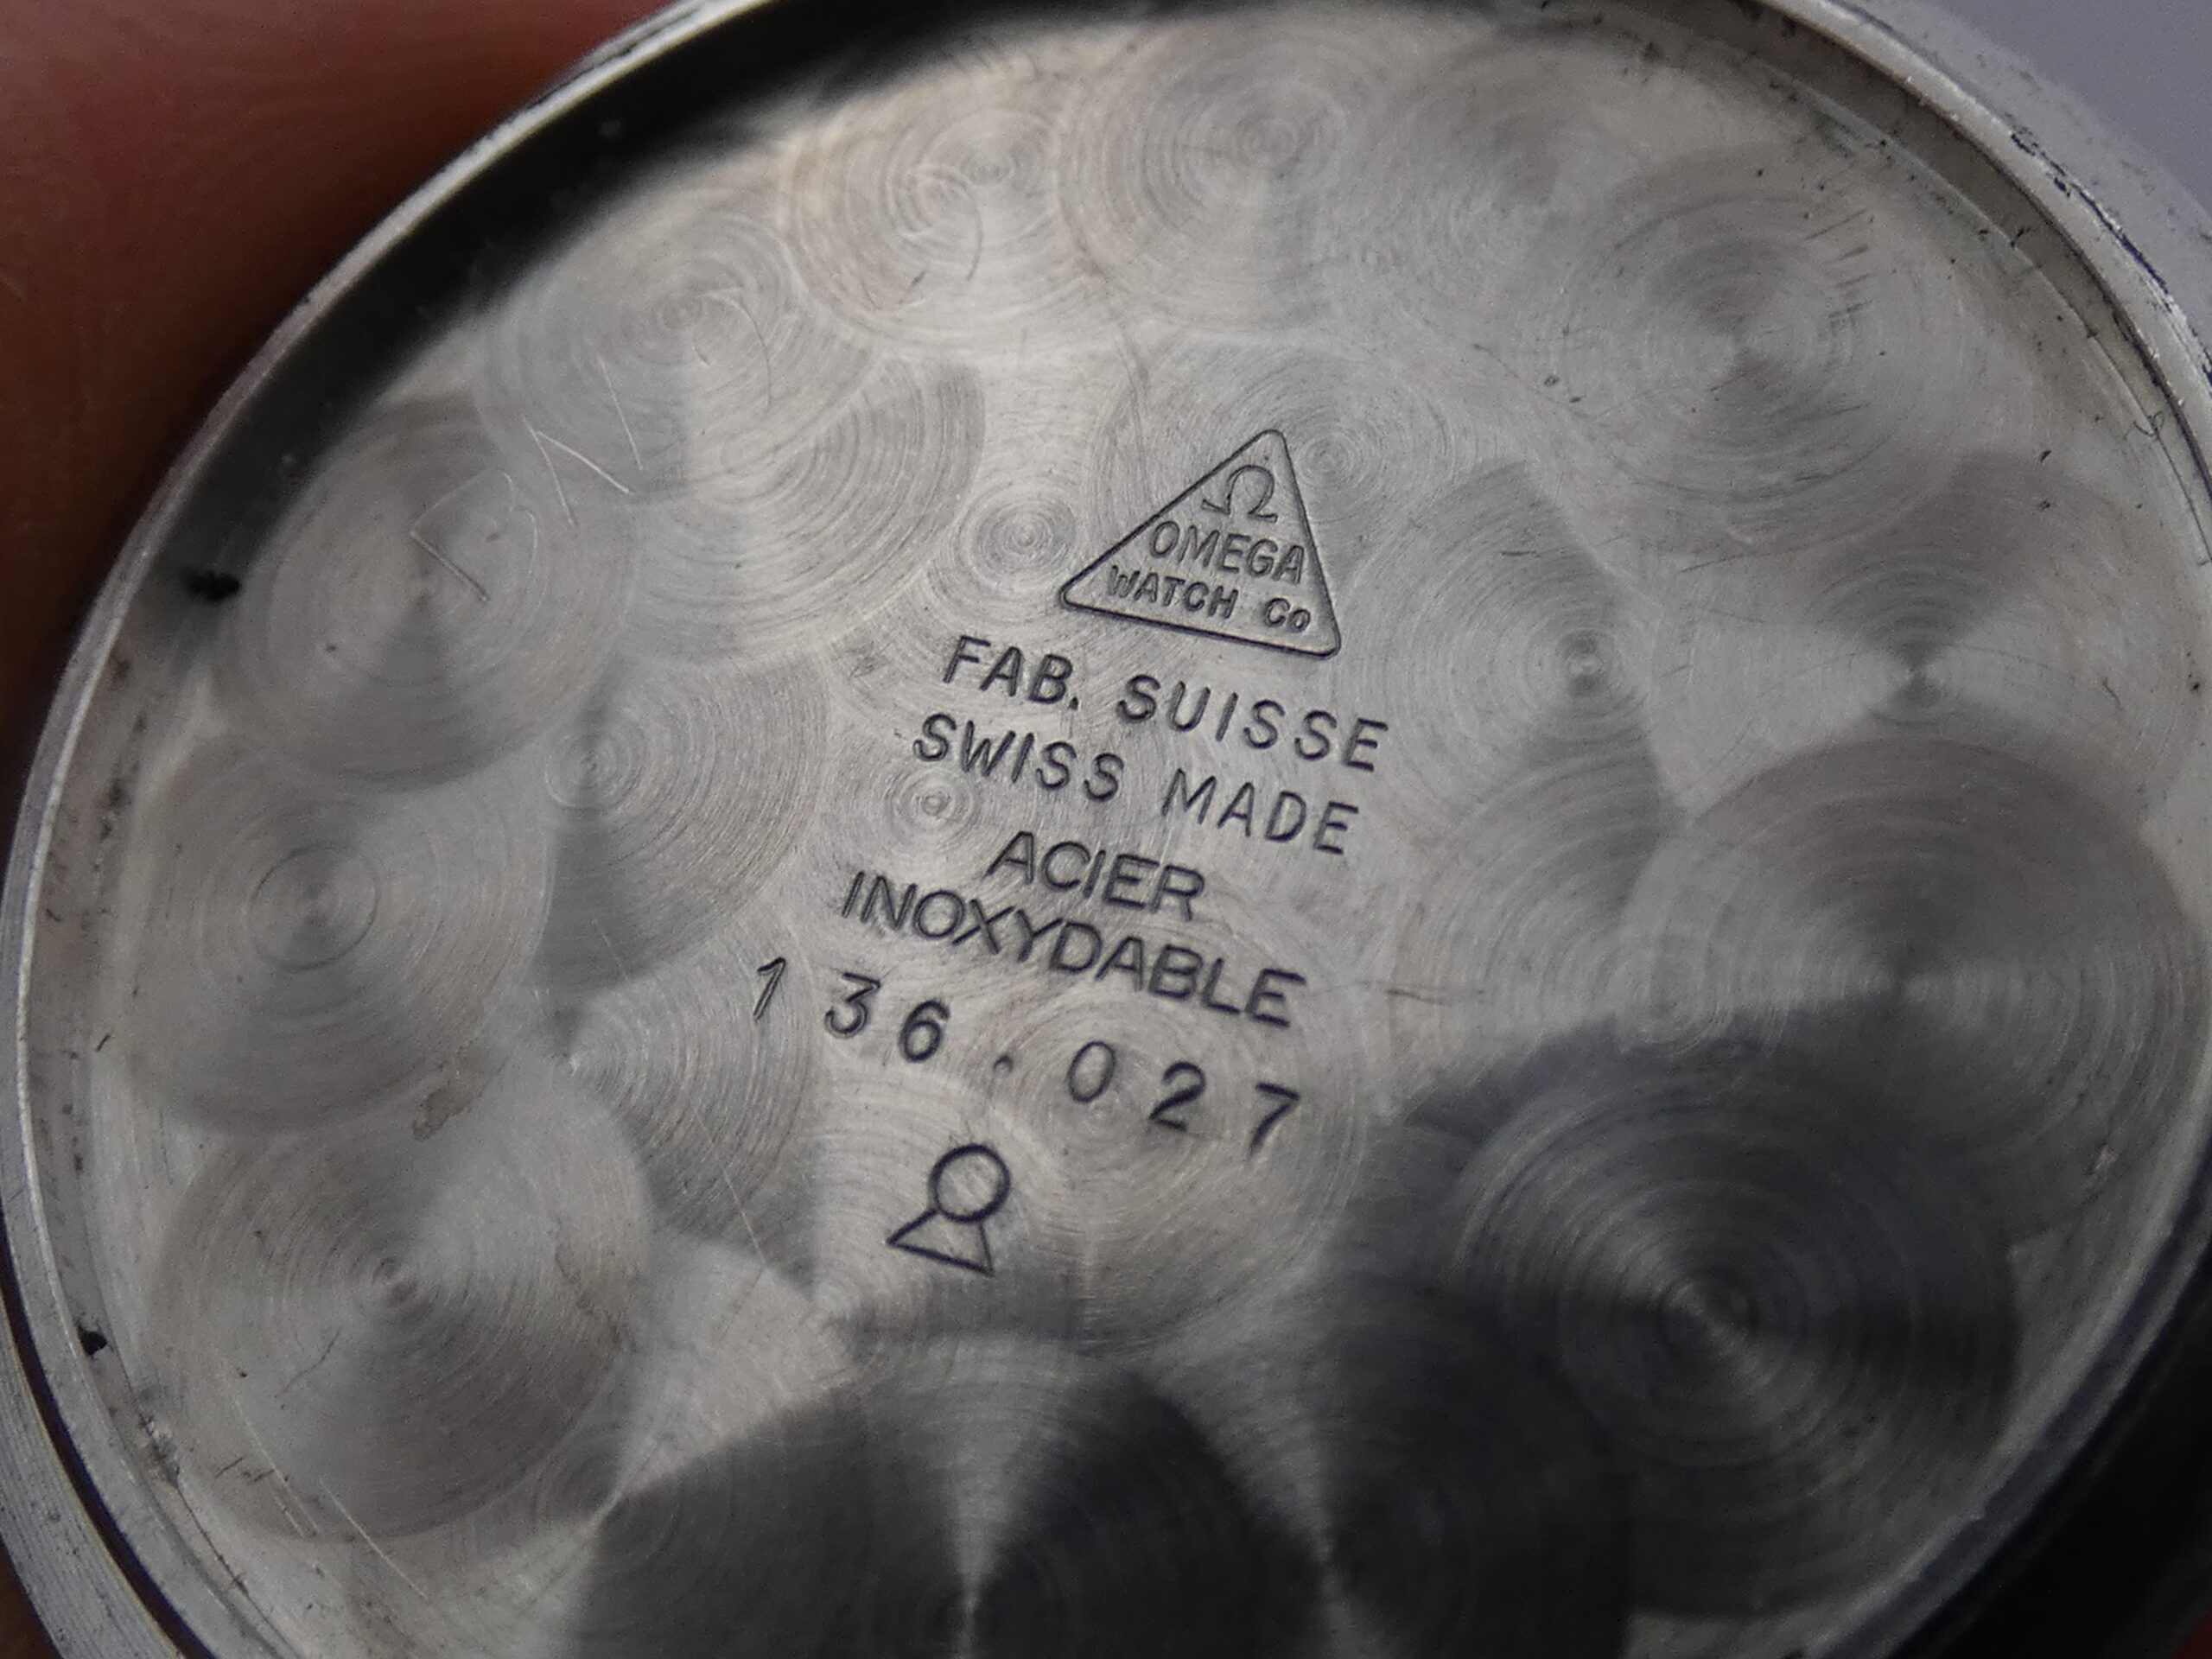 Ω
OMEGA
WATCH Co
FAB. SUISSE
SWISS MADE
ACIER
INOXYDABLE
136.027